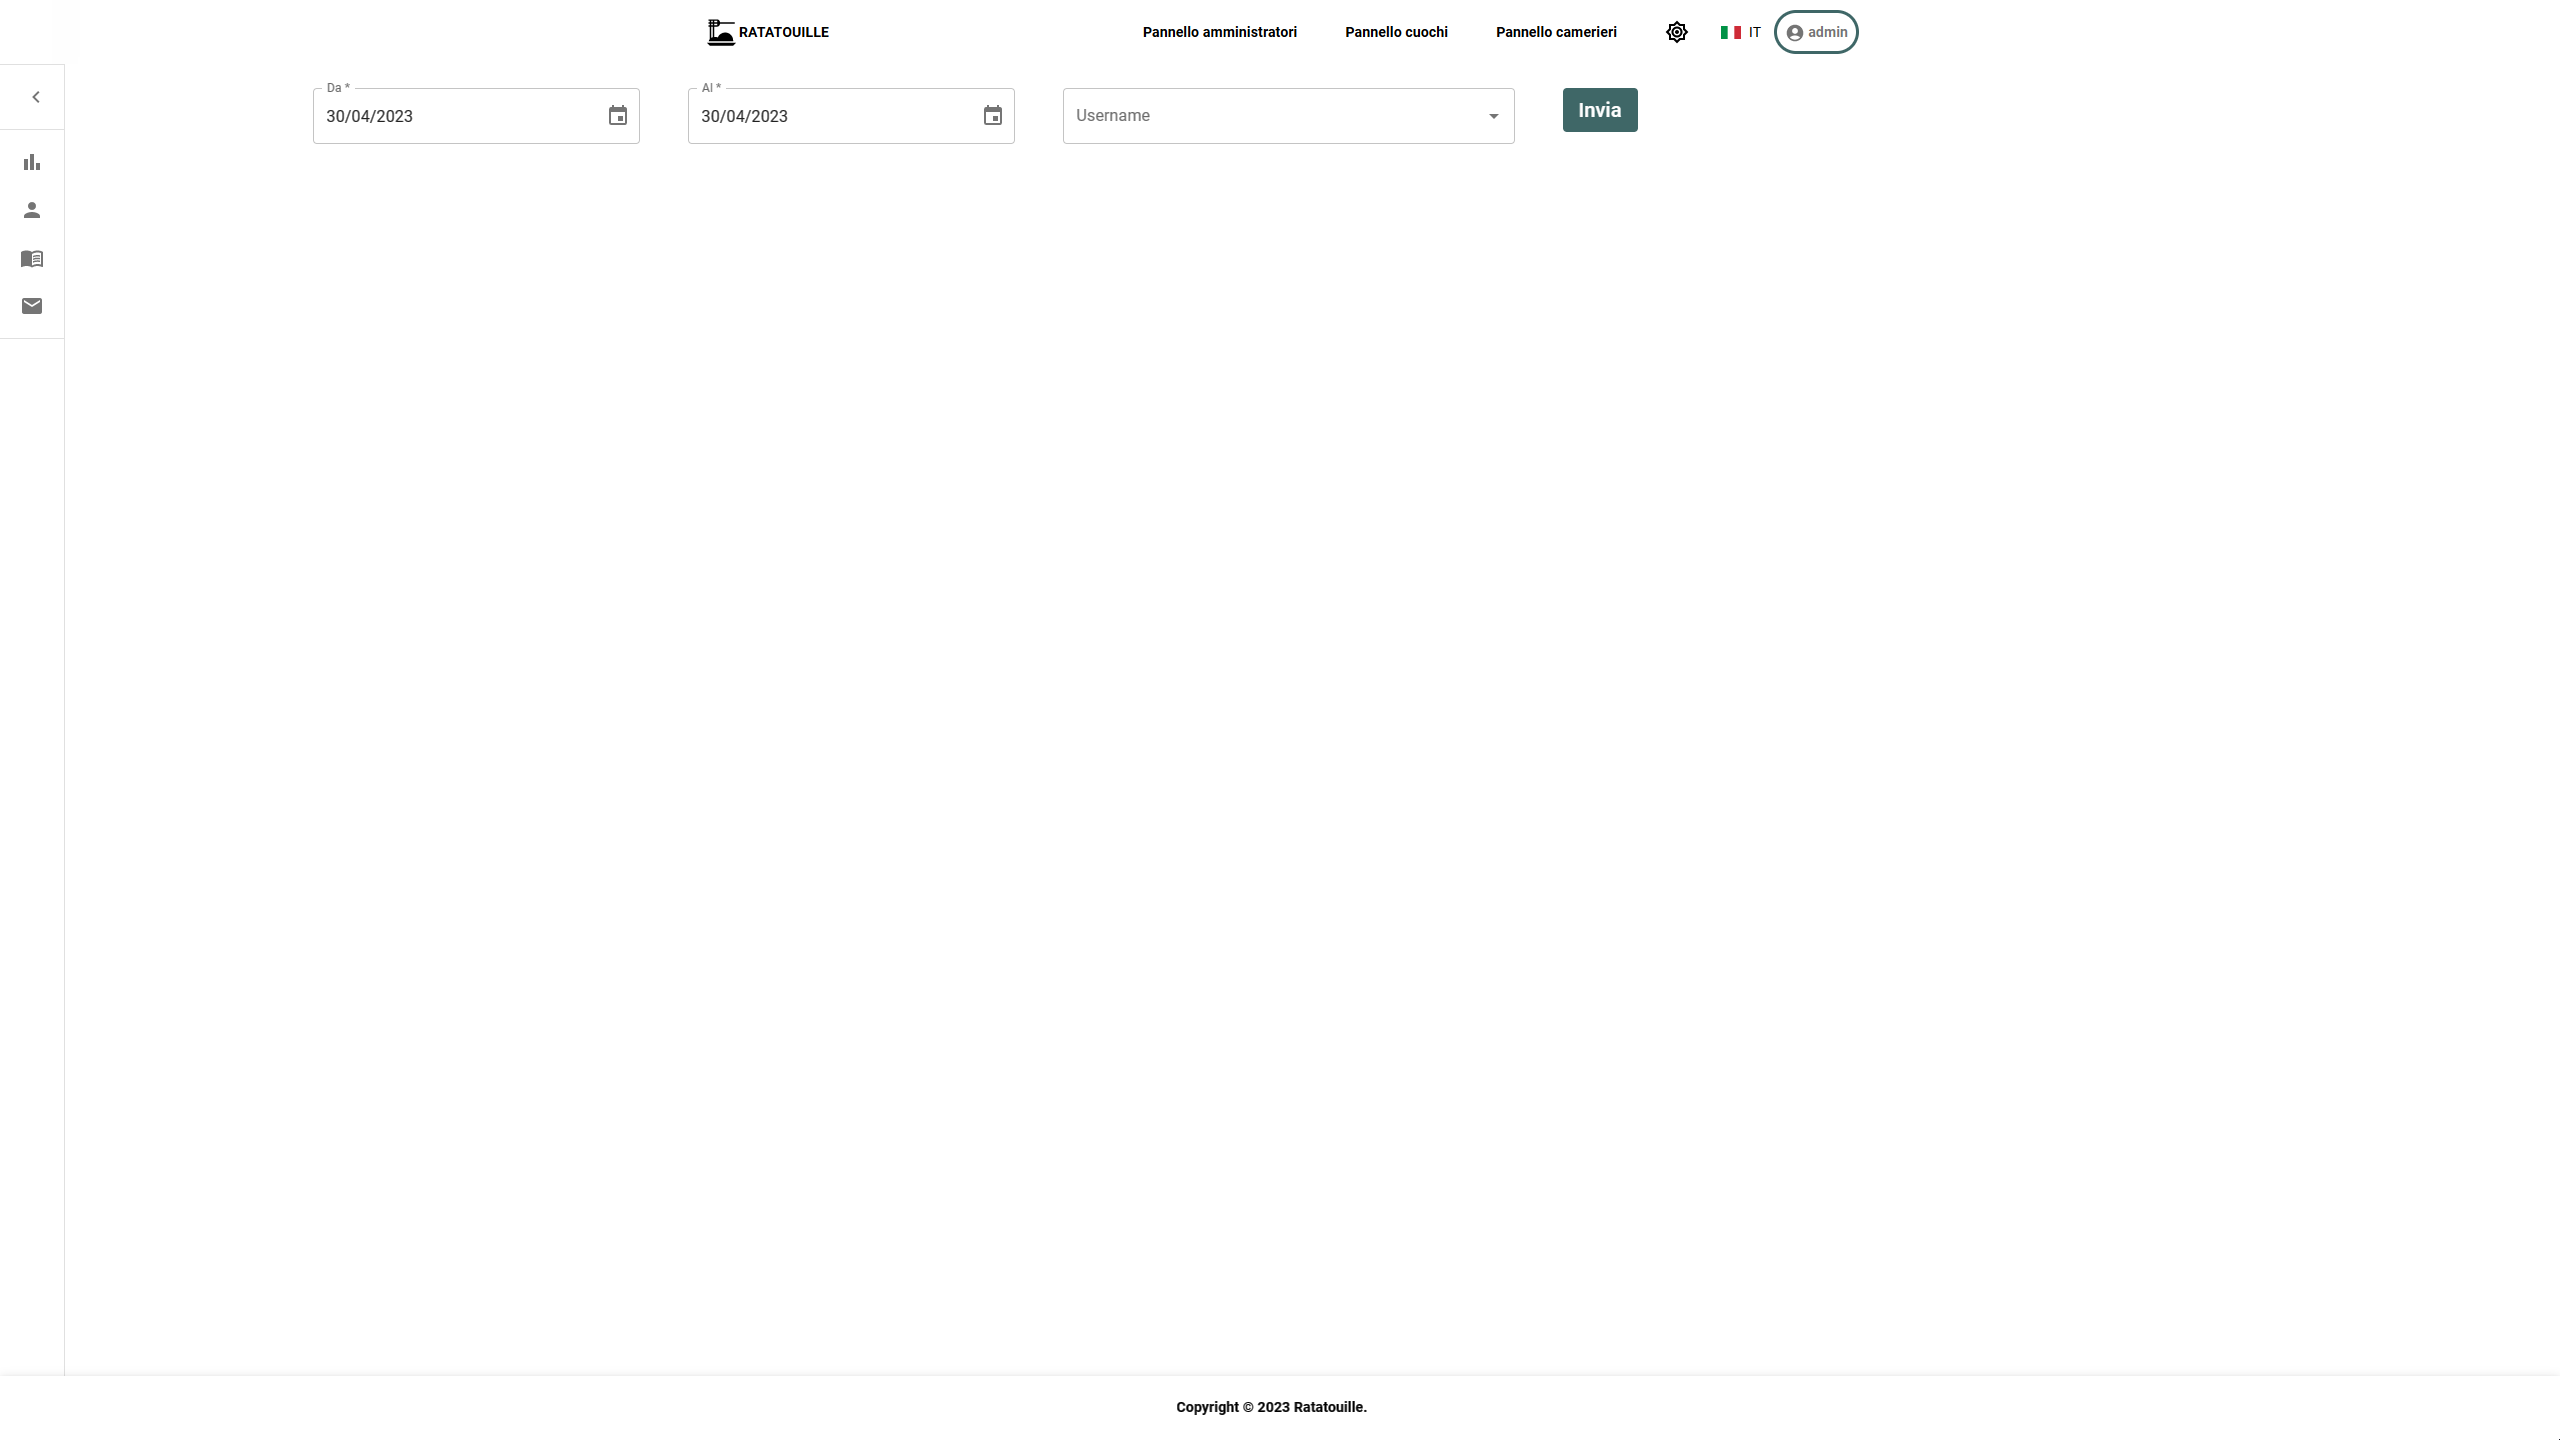 RATATOUILLE
Pannello amministratori
Pannello cuochi
Pannello camerieri
IT
admin
Da *
30/04/2023
Al *
30/04/2023
Username
Invia
Copyright © 2023 Ratatouille.